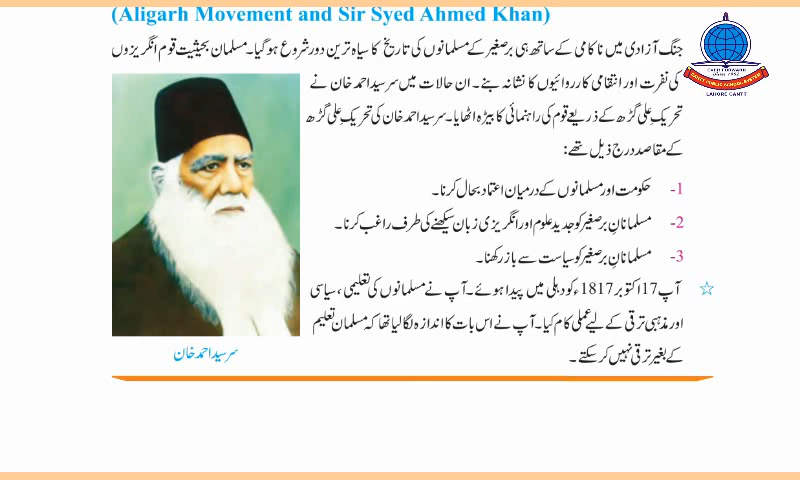 (Aligarh Movement and Sir Syed Ahmed Khan)
جنگ آزادی میں ناکامی کے ساتھ ہی برصغیر کے مسلمانوں کی تاریخ کا سیاہ ترین دور شروع ہو گیا۔ مسلمان بحیثیت قوم انگریزوں
کی نفرت اور انتقامی کارروائیوں کا نشانہ بنے۔ ان حالات میں سرسید احمد خان نے
تحریکِ علی گڑھ کے ذریعے قوم کی راہنمائی کا بیڑہ اٹھایا۔ سرسید احمد خان کی تحریکِ علی گڑھ
کے مقاصد درج ذیل تھے:
1- حکومت اور مسلمانوں کے درمیان اعتماد بحال کرنا۔
2- مسلمانانِ برصغیر کو جدید علوم اور انگریزی زبان سیکھنے کی طرف راغب کرنا۔
3- مسلمانانِ برصغیر کو سیاست سے باز رکھنا۔
☆ آپ 17 اکتوبر 1817ء کو دہلی میں پیدا ہوئے۔ آپ نے مسلمانوں کی تعلیمی، سیاسی
اور مذہبی ترقی کے لیے عملی کام کیا۔ آپ نے اس بات کا اندازہ لگا لیا تھا کہ مسلمان تعلیم
کے بغیر ترقی نہیں کر سکتے۔
سرسید احمد خان
EVER FORWARD
LAHORE CANTT